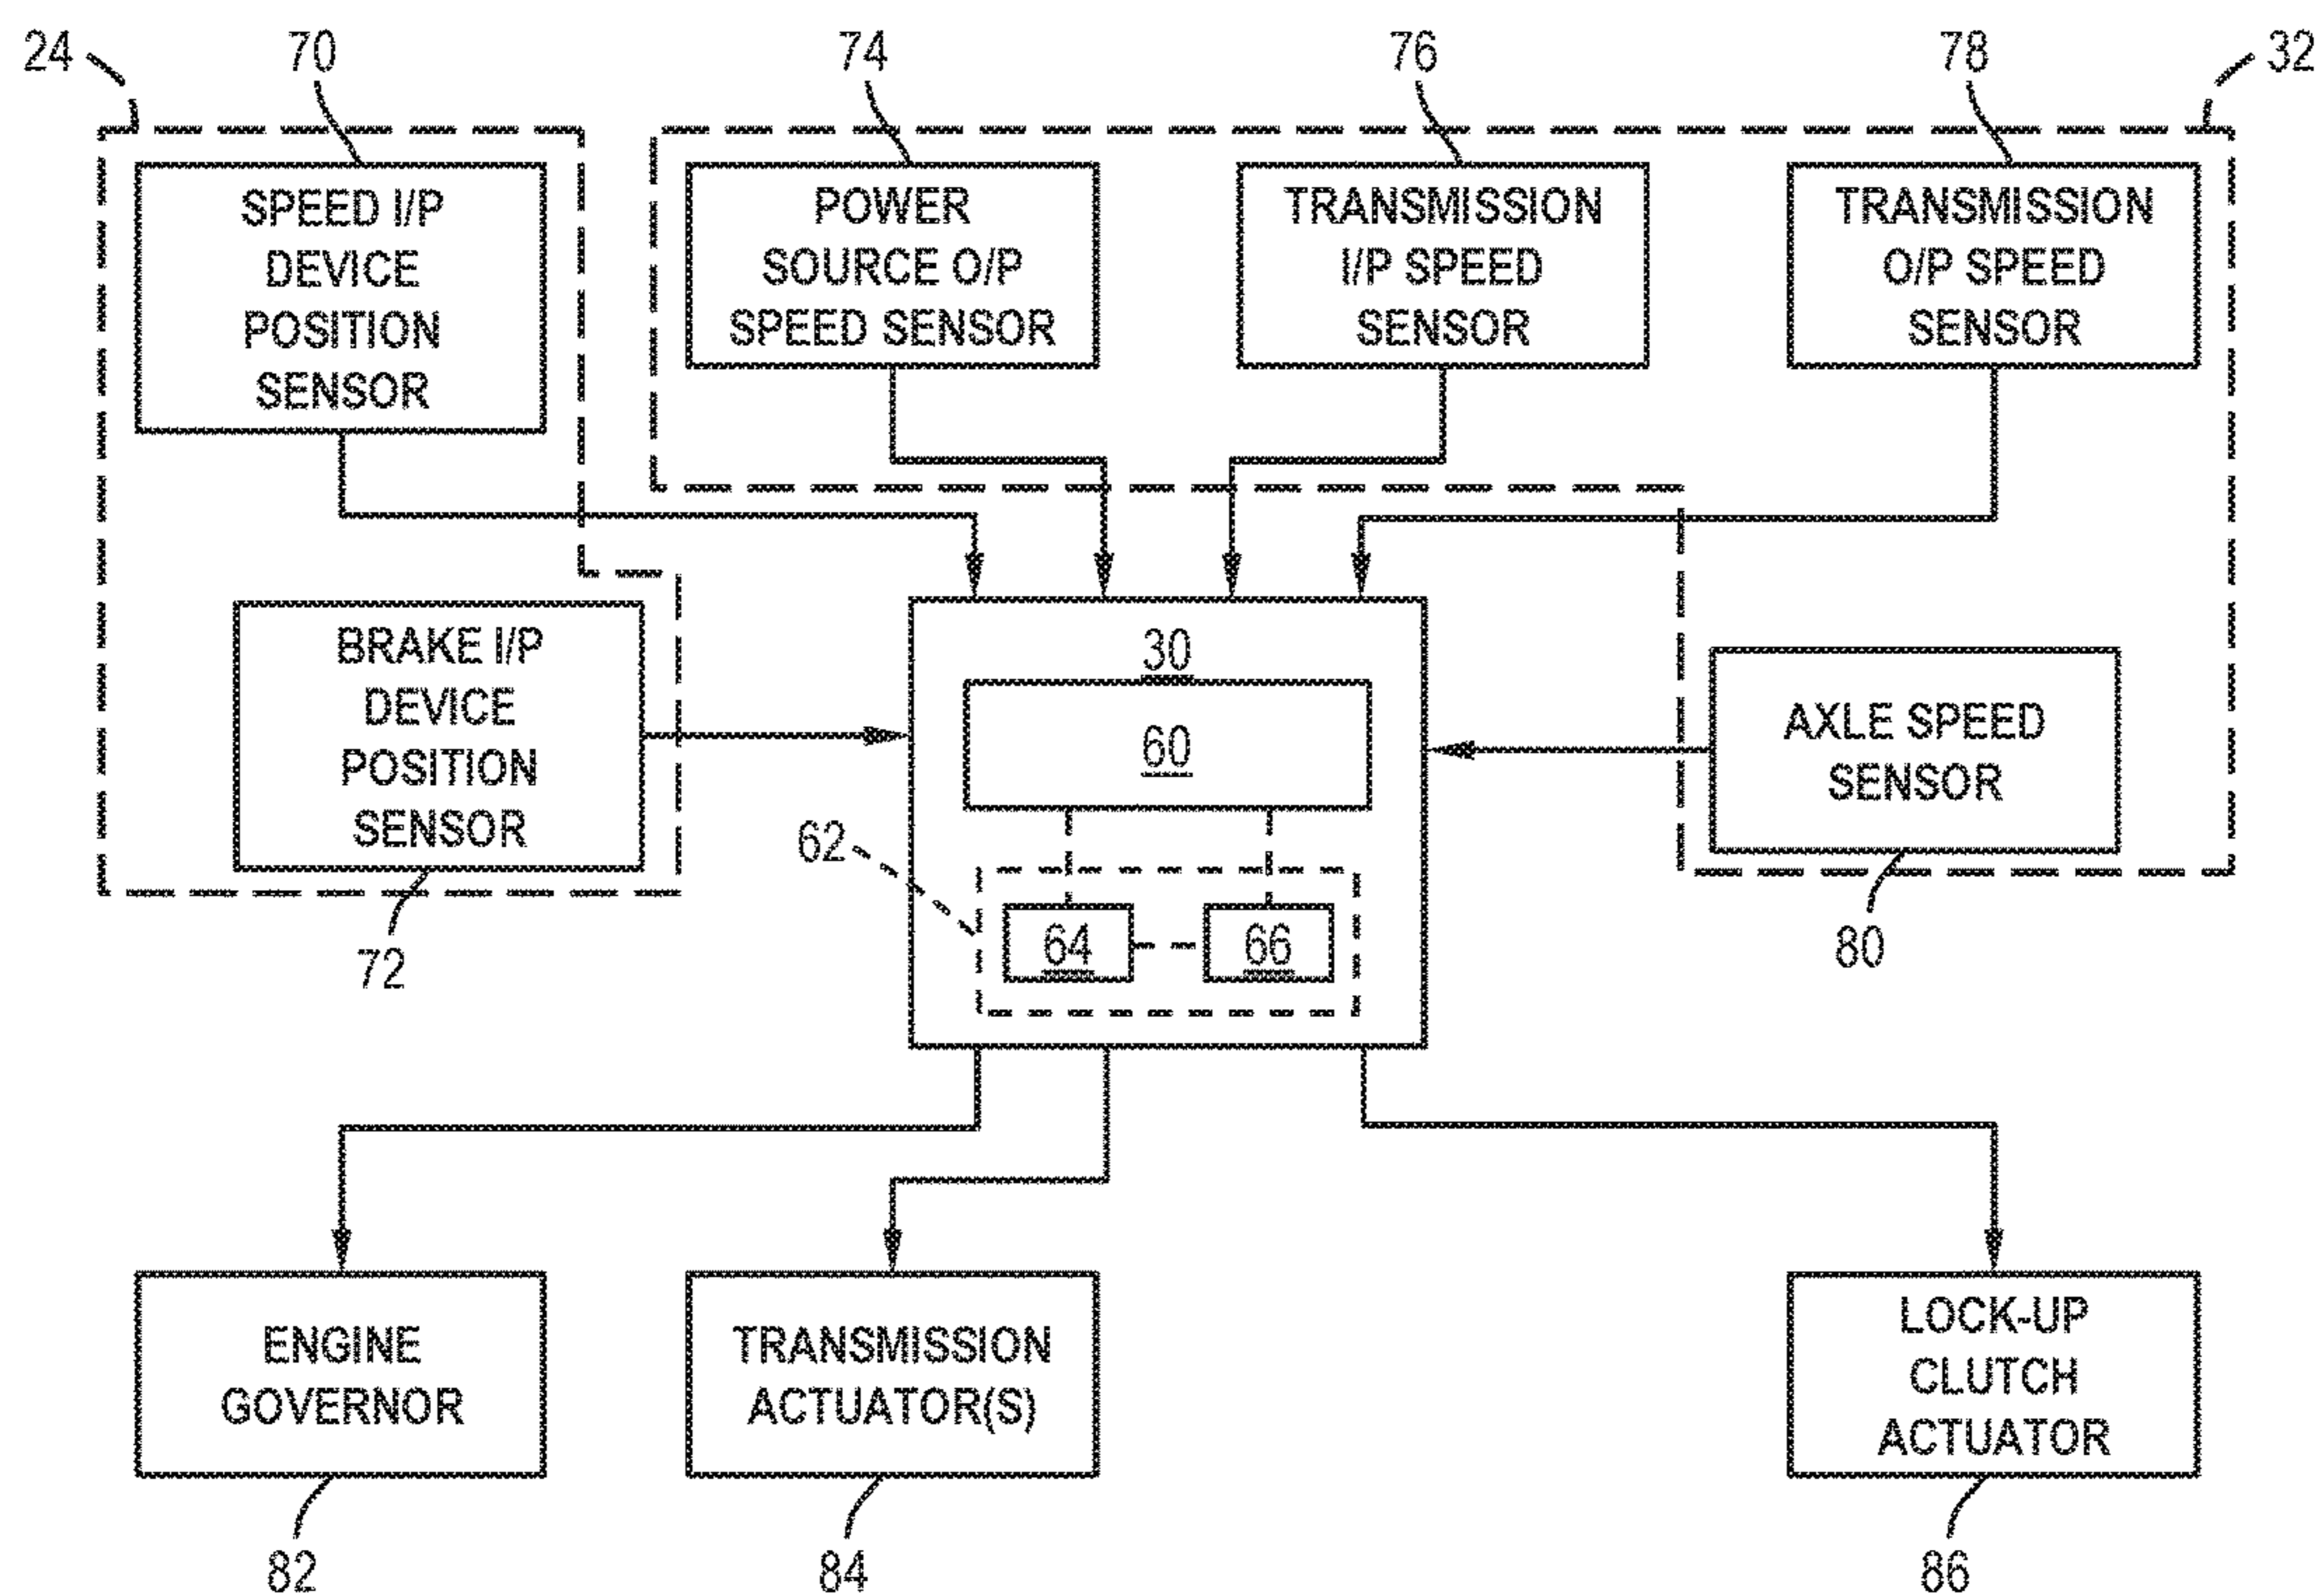 24
70
74
76
78
32
SPEED I/P
DEVICE
POSITION
SENSOR
POWER
SOURCE O/P
SPEED SENSOR
TRANSMISSION
I/P SPEED
SENSOR
TRANSMISSION
O/P SPEED
SENSOR
BRAKE I/P
DEVICE
POSITION
SENSOR
72
30
60
62
64
66
AXLE SPEED
SENSOR
80
ENGINE
GOVERNOR
82
TRANSMISSION
ACTUATOR(S)
84
LOCK-UP
CLUTCH
ACTUATOR
86